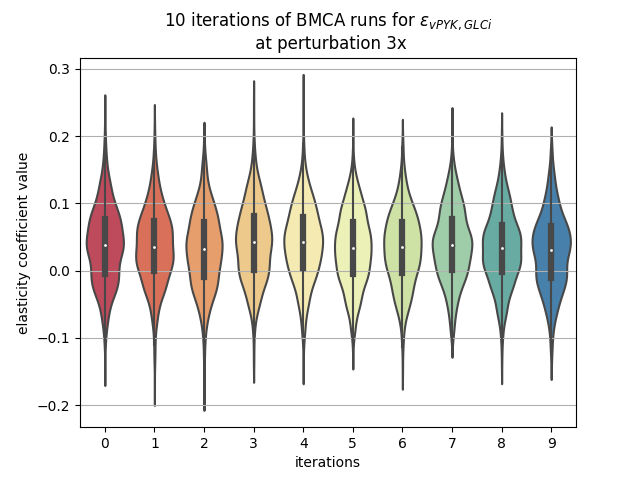 10 iterations of BMCA runs for ε_{vPYK,GLCi}
at perturbation 3x
elasticity coefficient value
0.3
0.2
0.1
0.0
−0.1
−0.2
0 1 2 3 4 5 6 7 8 9
iterations